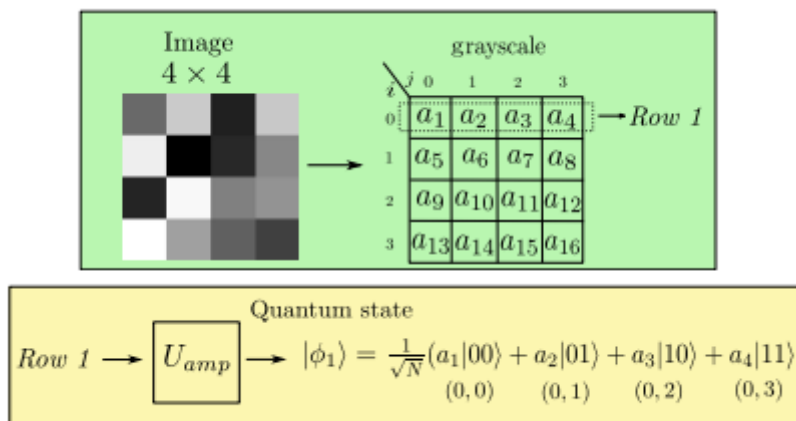 Image
4 × 4
grayscale
i j 0 1 2 3
0 a₁ a₂ a₃ a₄ → Row 1
1 a₅ a₆ a₇ a₈
2 a₉ a₁₀ a₁₁ a₁₂
3 a₁₃ a₁₄ a₁₅ a₁₆
Quantum state
Row 1 → U_{amp} → |ϕ₁⟩ = 1/√N (a₁|00⟩ + a₂|01⟩ + a₃|10⟩ + a₄|11⟩
(0, 0) (0, 1) (0, 2) (0, 3)